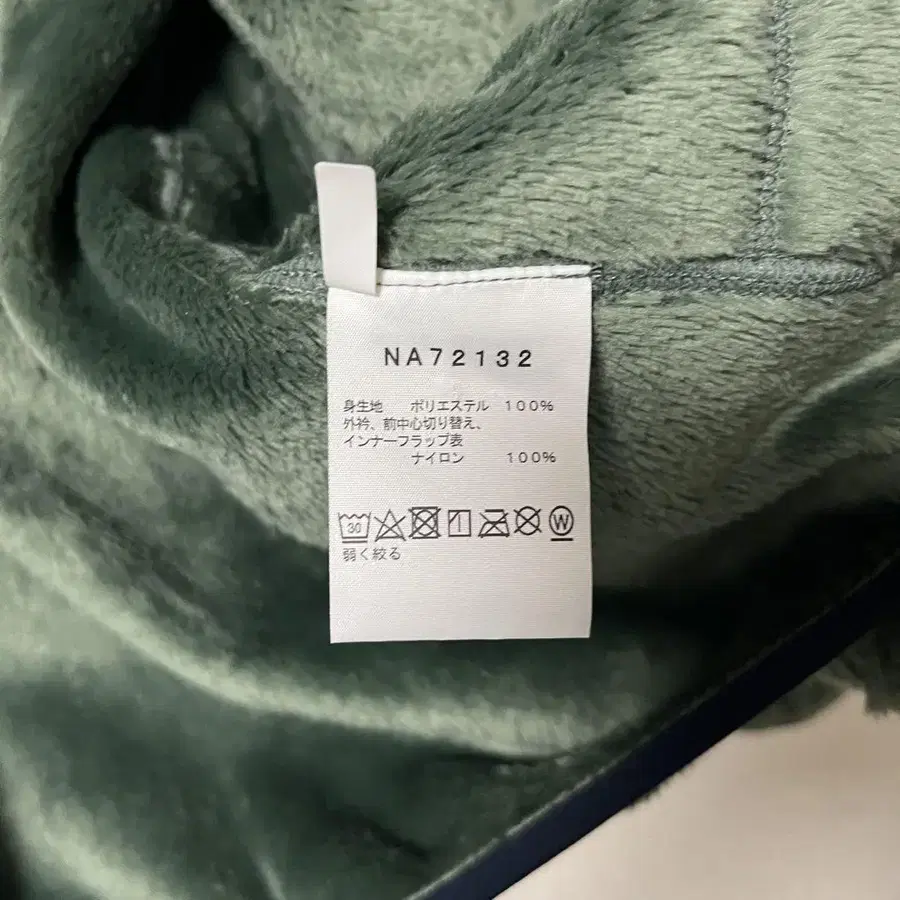 NA72132
身生地 ポリエステル 100%
外衿、前中心切り替え、
インナーフラップ表
ナイロン 100%
30 W
弱く絞る